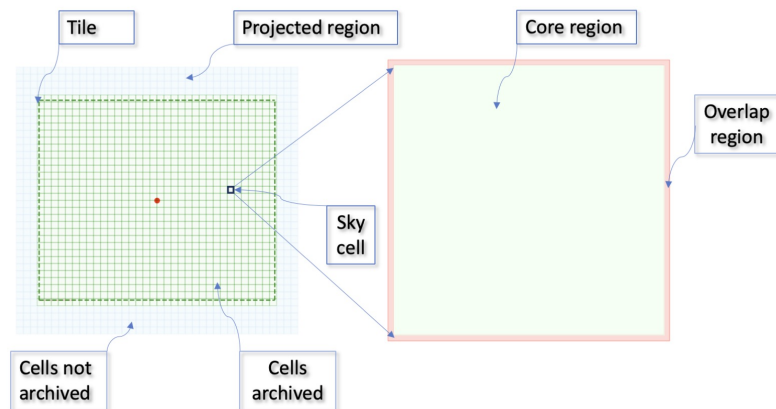 Tile
Projected region
Core region
Overlap
region
Sky
cell
Cells not
archived
Cells
archived